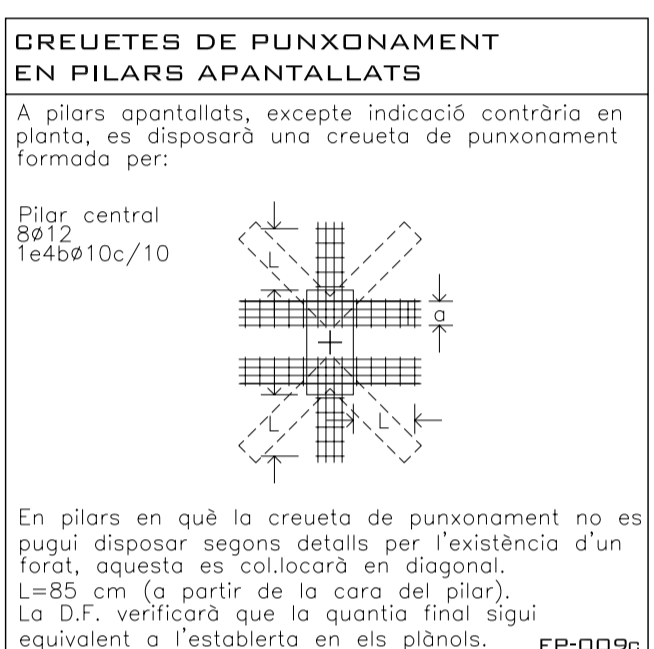 CREUETES DE PUNXONAMENT
EN PILARS APANTALLATS
A pilars apantallats, excepte indicació contrària en
planta, es disposarà una creueta de punxonament
formada per:
Pilar central
8ø12
1e4bø10c/10
L
a
L
L
En pilars en què la creueta de punxonament no es
pugui disposar segons detalls per l'existència d'un
forat, aquesta es col.locarà en diagonal.
L=85 cm (a partir de la cara del pilar).
La D.F. verificarà que la quantia final sigui
equivalent a l'establerta en els plànols.
FP-009c